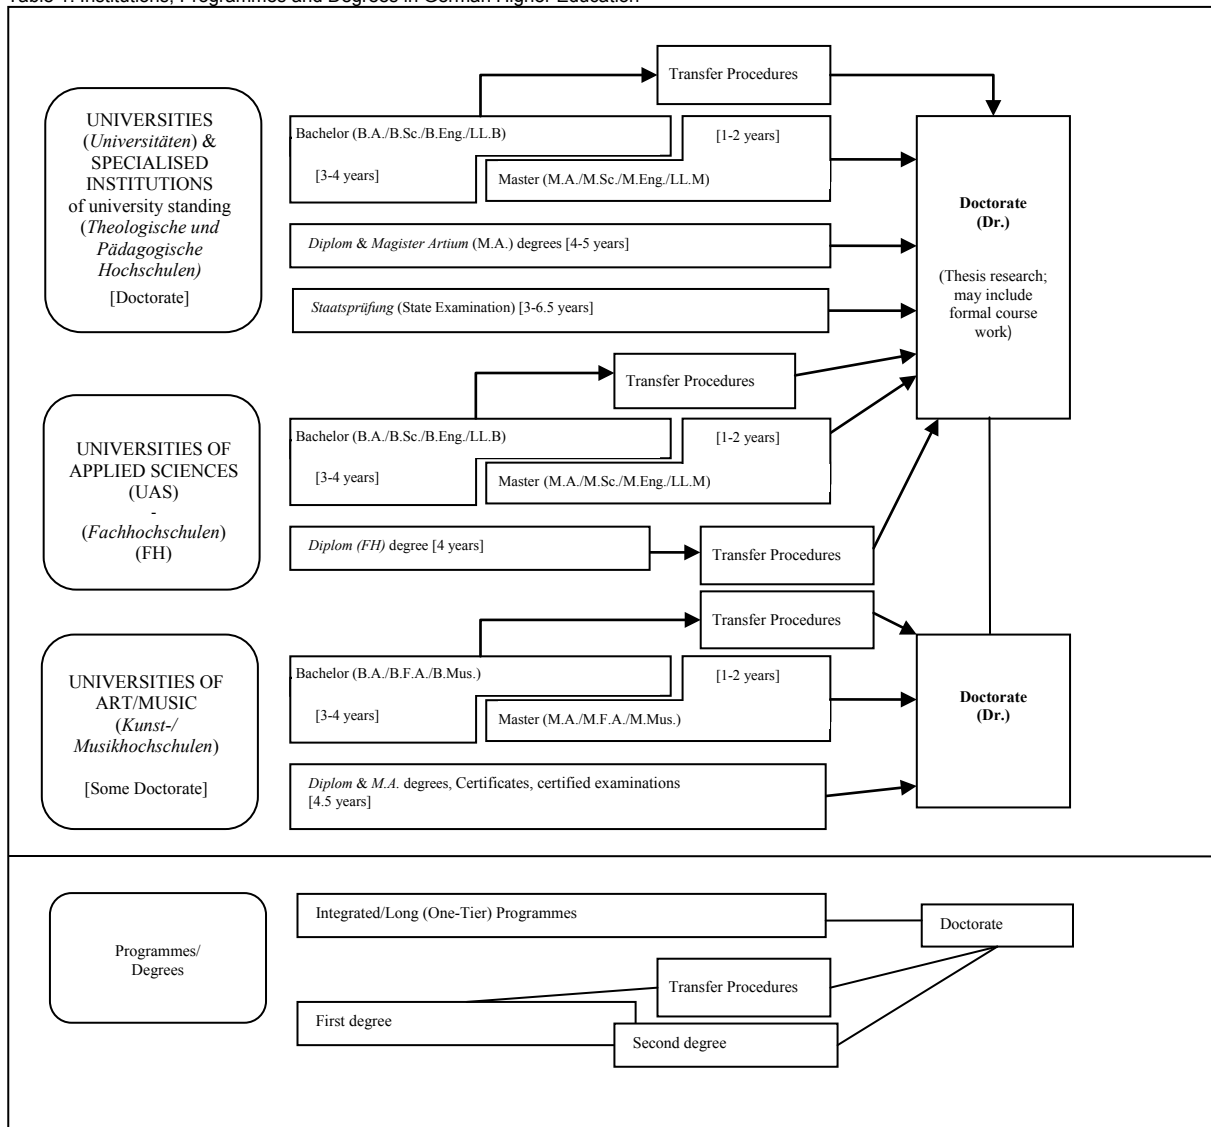 Table 1: Institutions, Programmes and Degrees in German Higher Education
Transfer Procedures
UNIVERSITIES
(Universitäten) &
SPECIALISED
INSTITUTIONS
of university standing
(Theologische und
Pädagogische
Hochschulen)
[Doctorate]
Bachelor (B.A./B.Sc./B.Eng./LL.B)
[3-4 years]
[1-2 years]
Master (M.A./M.Sc./M.Eng./LL.M)
Diplom & Magister Artium (M.A.) degrees [4-5 years]
Staatsprüfung (State Examination) [3-6.5 years]
Doctorate
(Dr.)
(Thesis research;
may include
formal course
work)
Transfer Procedures
UNIVERSITIES OF
APPLIED SCIENCES
(UAS)
-
(Fachhochschulen)
(FH)
Bachelor (B.A./B.Sc./B.Eng./LL.B)
[3-4 years]
[1-2 years]
Master (M.A./M.Sc./M.Eng./LL.M)
Diplom (FH) degree [4 years]
Transfer Procedures
Transfer Procedures
UNIVERSITIES OF
ART/MUSIC
(Kunst-/
Musikhochschulen)
[Some Doctorate]
Bachelor (B.A./B.F.A./B.Mus.)
[3-4 years]
[1-2 years]
Master (M.A./M.F.A./M.Mus.)
Diplom & M.A. degrees, Certificates, certified examinations
[4.5 years]
Doctorate
(Dr.)
Programmes/
Degrees
Integrated/Long (One-Tier) Programmes
Doctorate
Transfer Procedures
First degree
Second degree